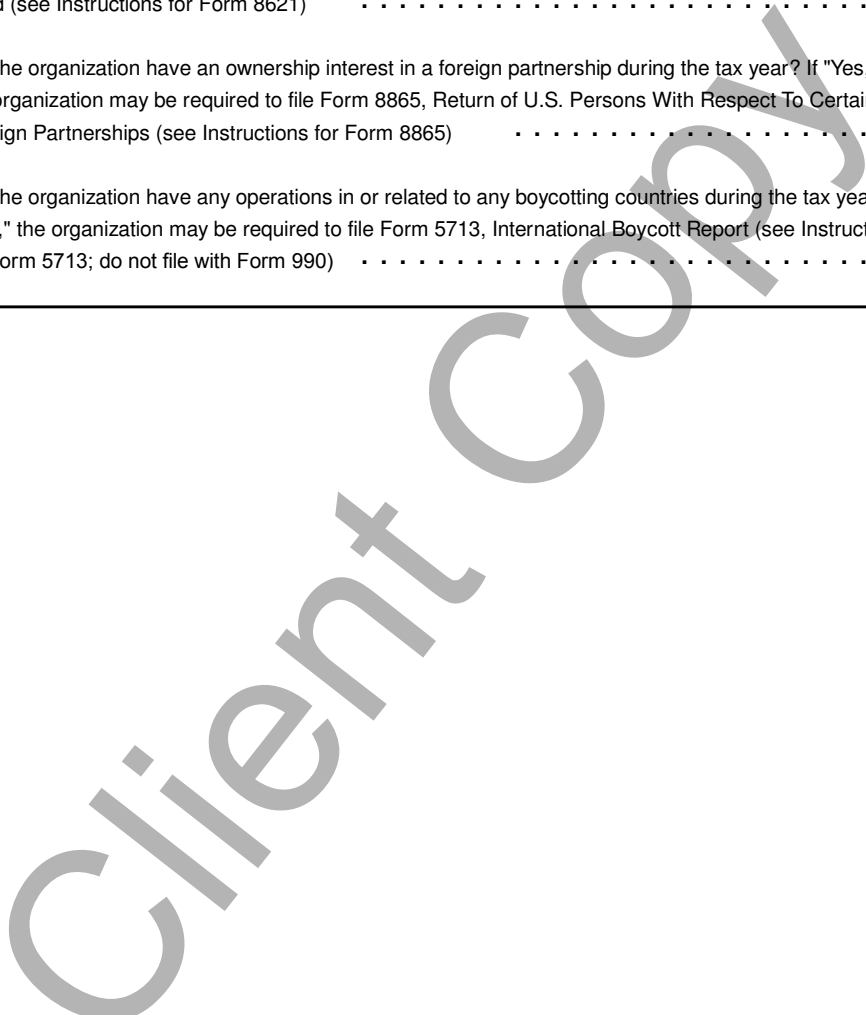 (see Instructions for Form 8621) . . . . . . . . . . . . . . . . . . . . . . . . . .
he organization have an ownership interest in a foreign partnership during the tax year? If "Yes,
organization may be required to file Form 8865, Return of U.S. Persons With Respect To Certai
ign Partnerships (see Instructions for Form 8865) . . . . . . . . . . . . . . . . . .
he organization have any operations in or related to any boycotting countries during the tax yea
," the organization may be required to file Form 5713, International Boycott Report (see Instruct
orm 5713; do not file with Form 990) . . . . . . . . . . . . . . . . . . . . . . . . . .
Client Copy